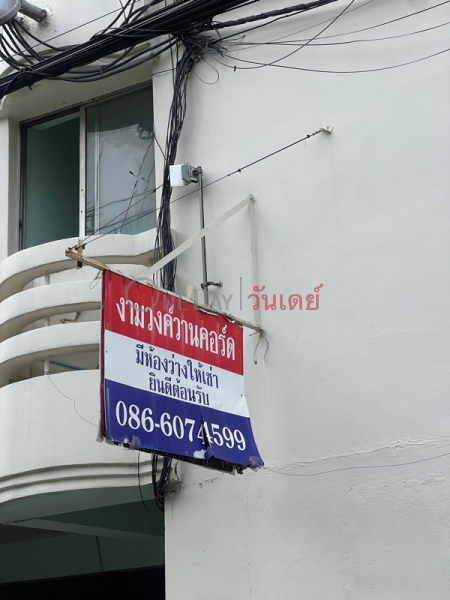 งามวงศ์วานคอร์ด
มีห้องว่างให้เช่า
ยินดีต้อนรับ
086-6074599
วันเดย์